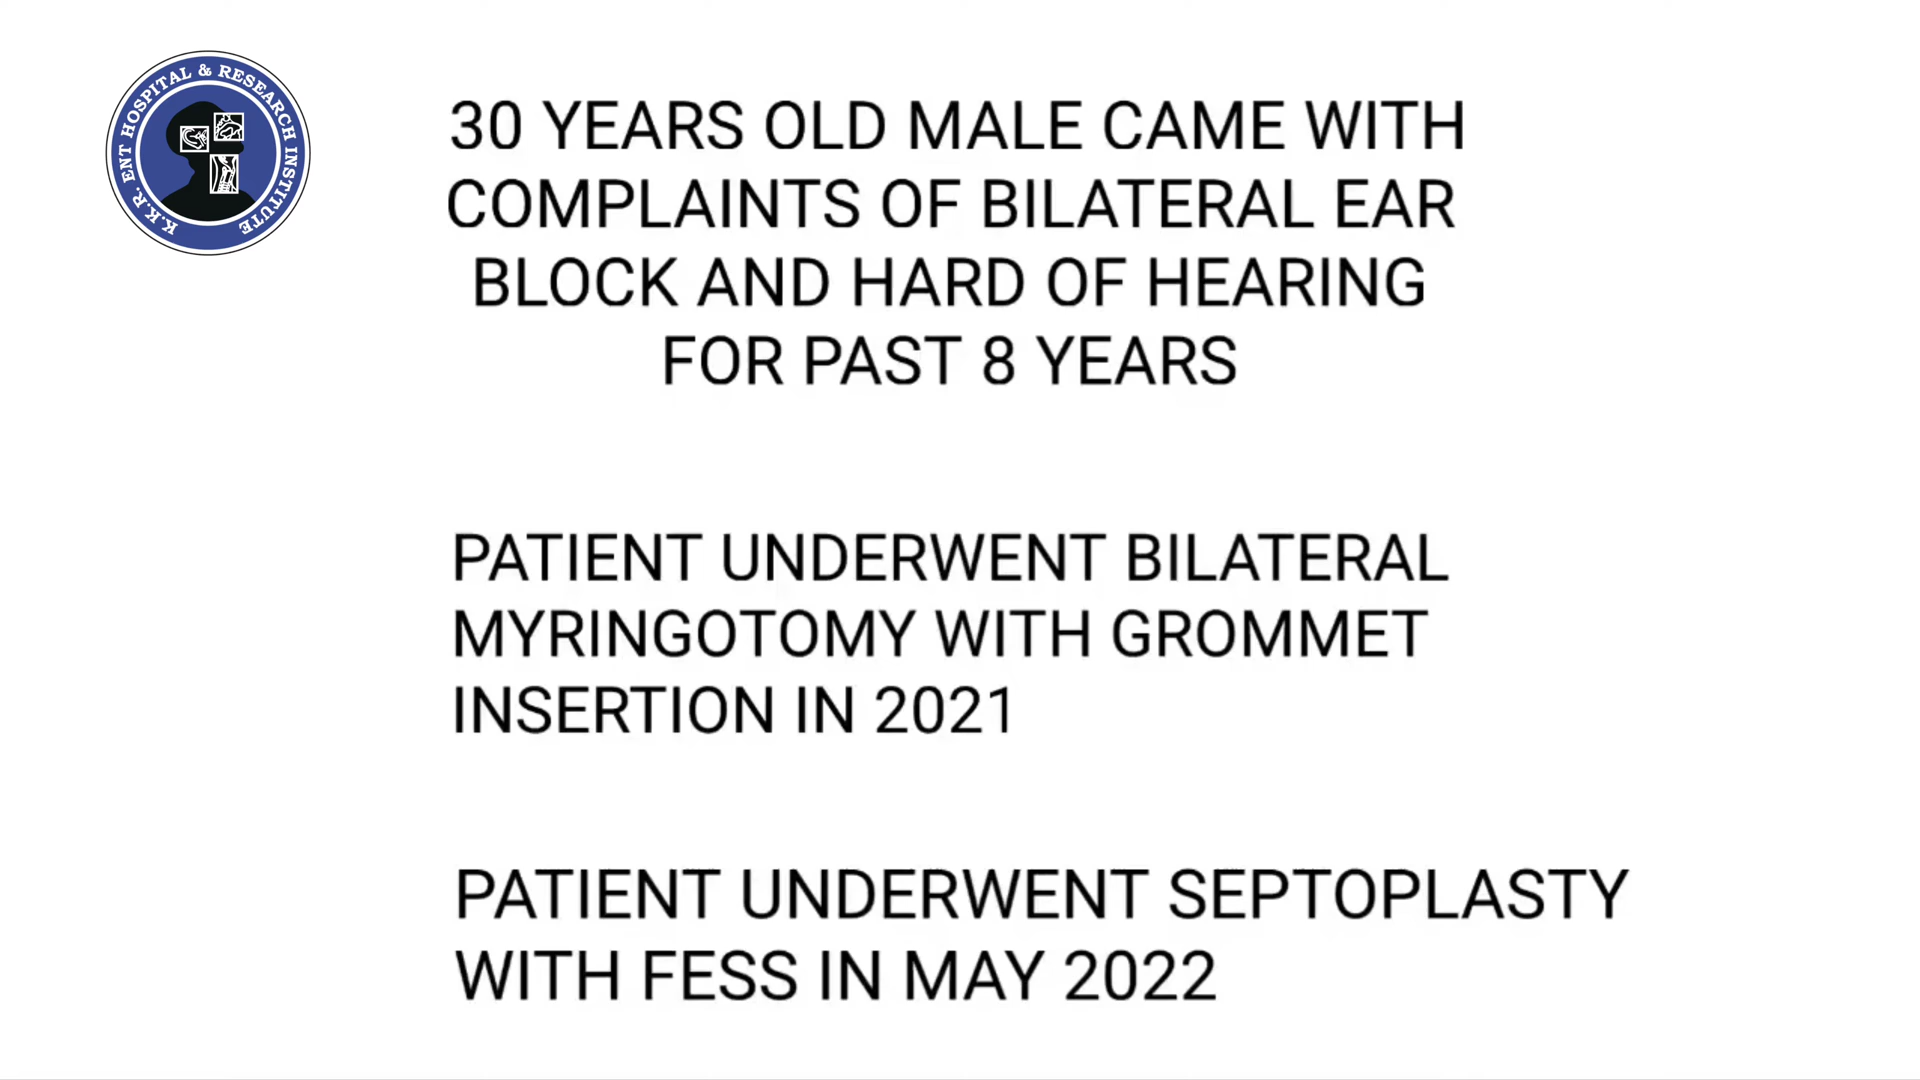 K.K.R. ENT HOSPITAL & RESEARCH INSTITUTE
30 YEARS OLD MALE CAME WITH
COMPLAINTS OF BILATERAL EAR
BLOCK AND HARD OF HEARING
FOR PAST 8 YEARS
PATIENT UNDERWENT BILATERAL
MYRINGOTOMY WITH GROMMET
INSERTION IN 2021
PATIENT UNDERWENT SEPTOPLASTY
WITH FESS IN MAY 2022